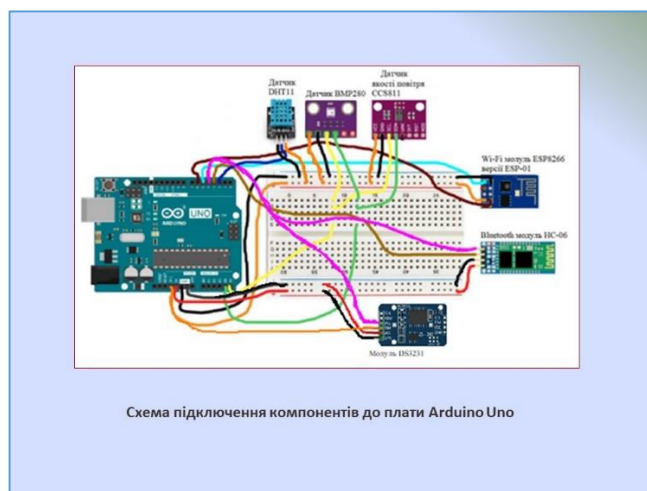 Датчик
DHT11
Датчик BMP280
Датчик
якості повітря
CCS811
Wi-Fi модуль ESP8266
версії ESP-01
UNO
ARDUINO
Bluetooth модуль HC-06
Модуль DS3231
Схема підключення компонентів до плати Arduino Uno